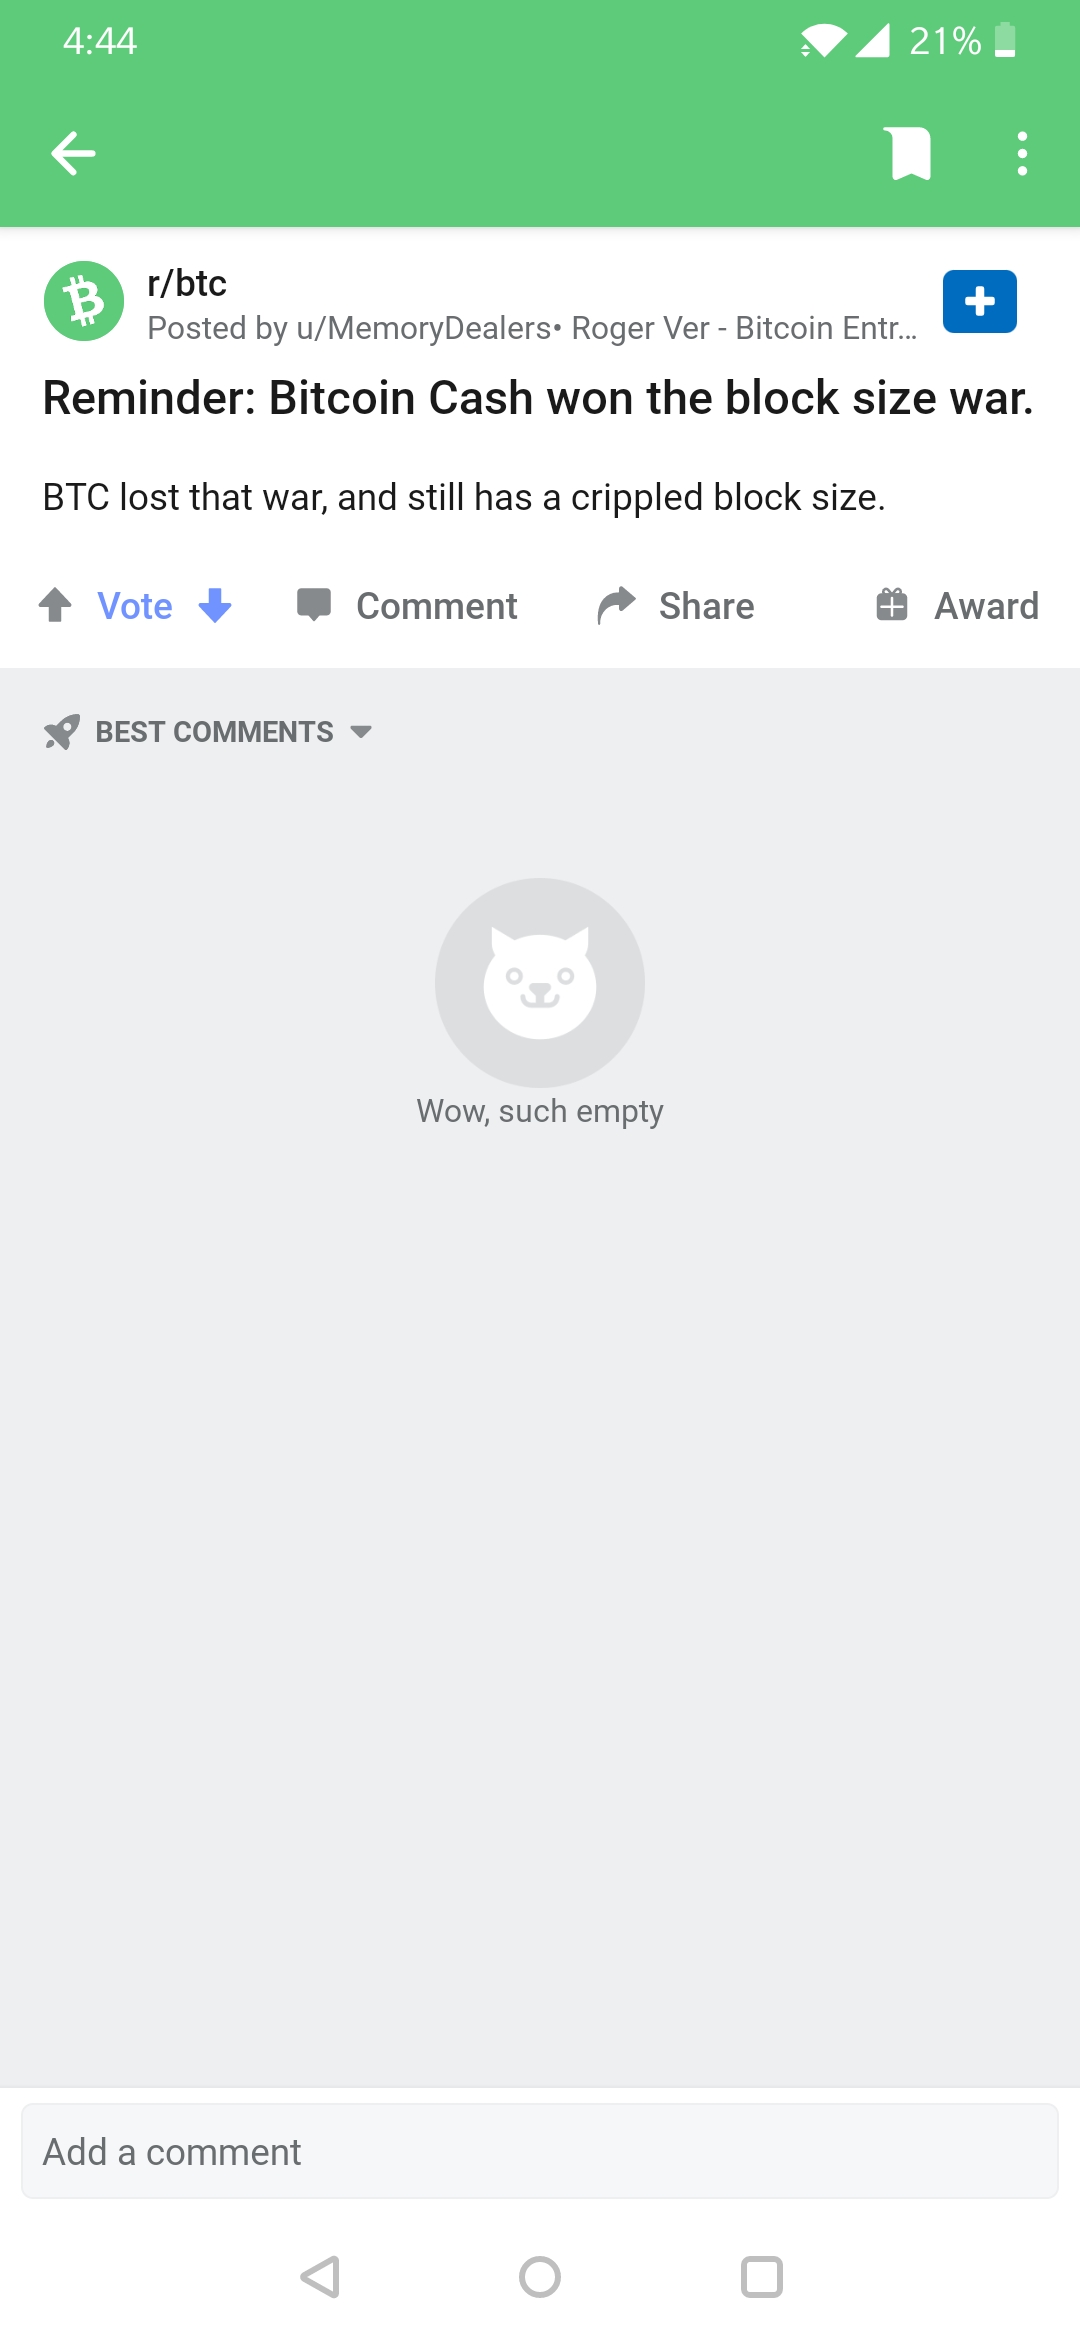 4:44
21%
r/btc
Posted by u/MemoryDealers• Roger Ver - Bitcoin Entr...
Reminder: Bitcoin Cash won the block size war.
BTC lost that war, and still has a crippled block size.
Vote Comment Share Award
BEST COMMENTS
Wow, such empty
Add a comment